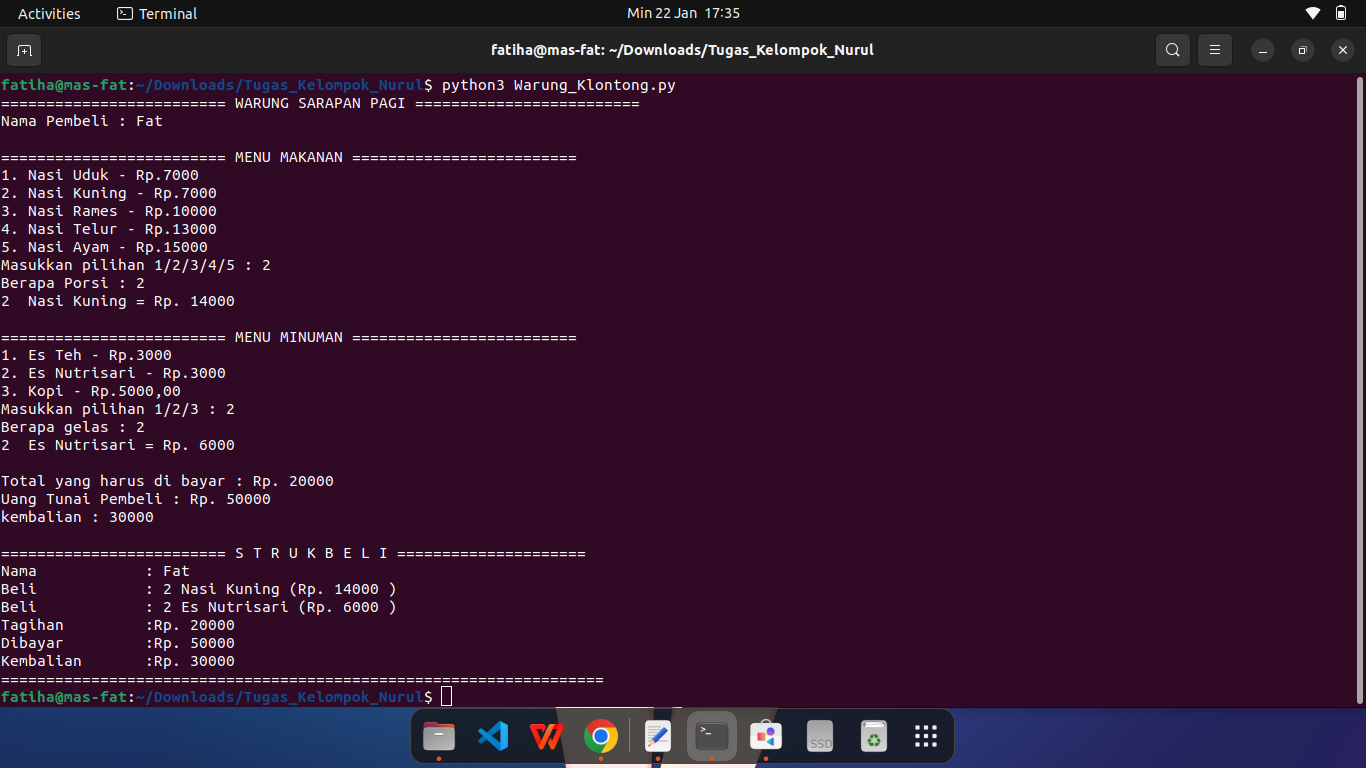 Activities Terminal Min 22 Jan 17:35
fatiha@mas-fat: ~/Downloads/Tugas_Kelompok_Nurul
fatiha@mas-fat:~/Downloads/Tugas_Kelompok_Nurul$ python3 Warung_Klontong.py
========================= WARUNG SARAPAN PAGI =========================
Nama Pembeli : Fat
========================= MENU MAKANAN =========================
1. Nasi Uduk - Rp.7000
2. Nasi Kuning - Rp.7000
3. Nasi Rames - Rp.10000
4. Nasi Telur - Rp.13000
5. Nasi Ayam - Rp.15000
Masukkan pilihan 1/2/3/4/5 : 2
Berapa Porsi : 2
2  Nasi Kuning = Rp. 14000
========================= MENU MINUMAN =========================
1. Es Teh - Rp.3000
2. Es Nutrisari - Rp.3000
3. Kopi - Rp.5000,00
Masukkan pilihan 1/2/3 : 2
Berapa gelas : 2
2  Es Nutrisari = Rp. 6000
Total yang harus di bayar : Rp. 20000
Uang Tunai Pembeli : Rp. 50000
kembalian : 30000
========================= S T R U K B E L I =====================
Nama            : Fat
Beli            : 2 Nasi Kuning (Rp. 14000 )
Beli            : 2 Es Nutrisari (Rp. 6000 )
Tagihan         :Rp. 20000
Dibayar         :Rp. 50000
Kembalian       :Rp. 30000
===================================================================
fatiha@mas-fat:~/Downloads/Tugas_Kelompok_Nurul$
SSD